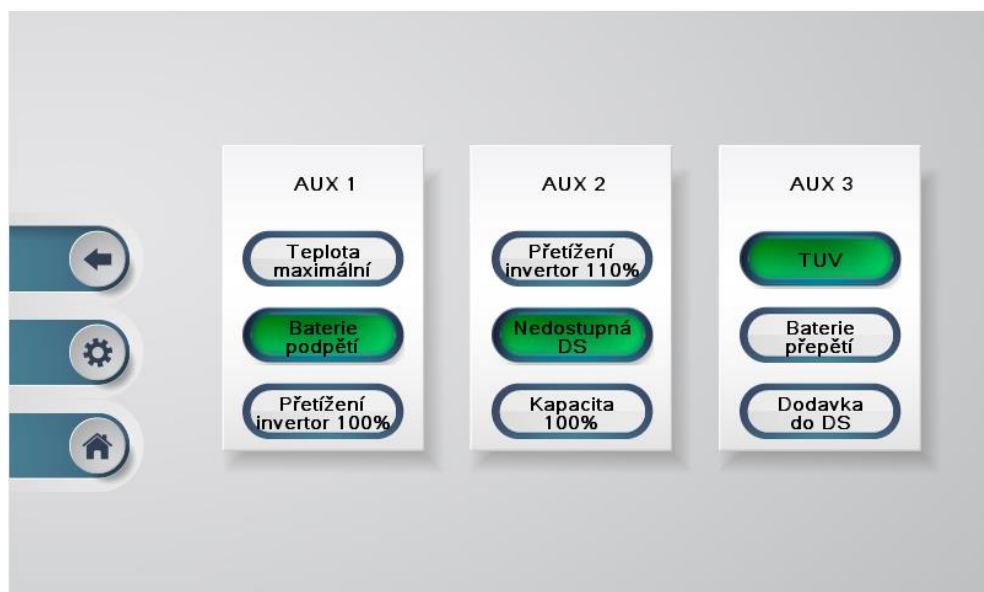 AUX 1
Teplota
maximální
Baterie
podpětí
Přetížení
invertor 100%
AUX 2
Přetížení
invertor 110%
Nedostupná
DS
Kapacita
100%
AUX 3
TUV
Baterie
přepětí
Dodavka
do DS